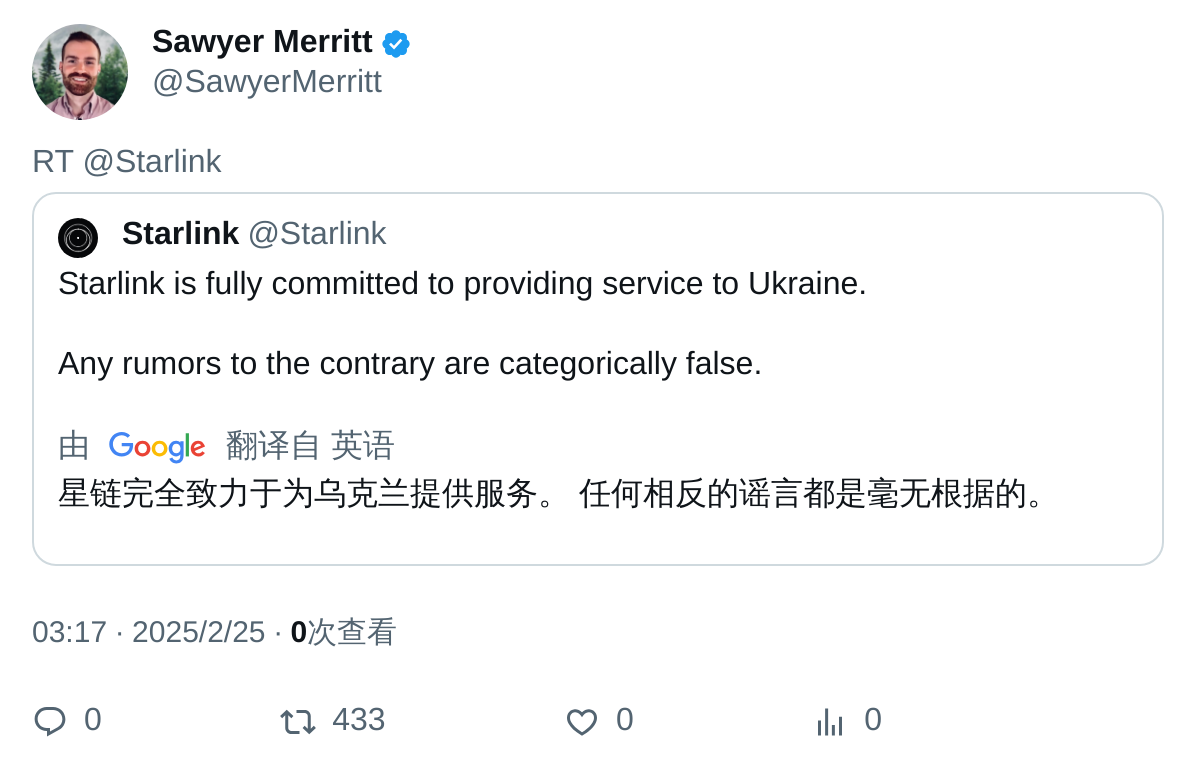 Sawyer Merritt
@SawyerMerritt
RT @Starlink
Starlink @Starlink
Starlink is fully committed to providing service to Ukraine.
Any rumors to the contrary are categorically false.
由 Google 翻译自 英语
星链完全致力于为乌克兰提供服务。 任何相反的谣言都是毫无根据的。
03:17 · 2025/2/25 · 0次查看
0 433 0 0